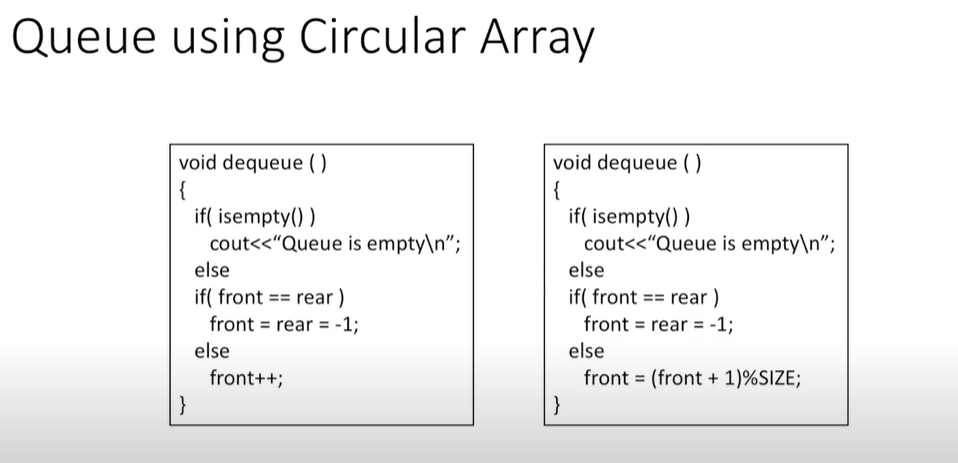 Queue using Circular Array
void dequeue ( )
{
if( isempty() )
cout<<“Queue is empty\n”;
else
if( front == rear )
front = rear = -1;
else
front++;
}
void dequeue ( )
{
if( isempty() )
cout<<“Queue is empty\n”;
else
if( front == rear )
front = rear = -1;
else
front = (front + 1)%SIZE;
}